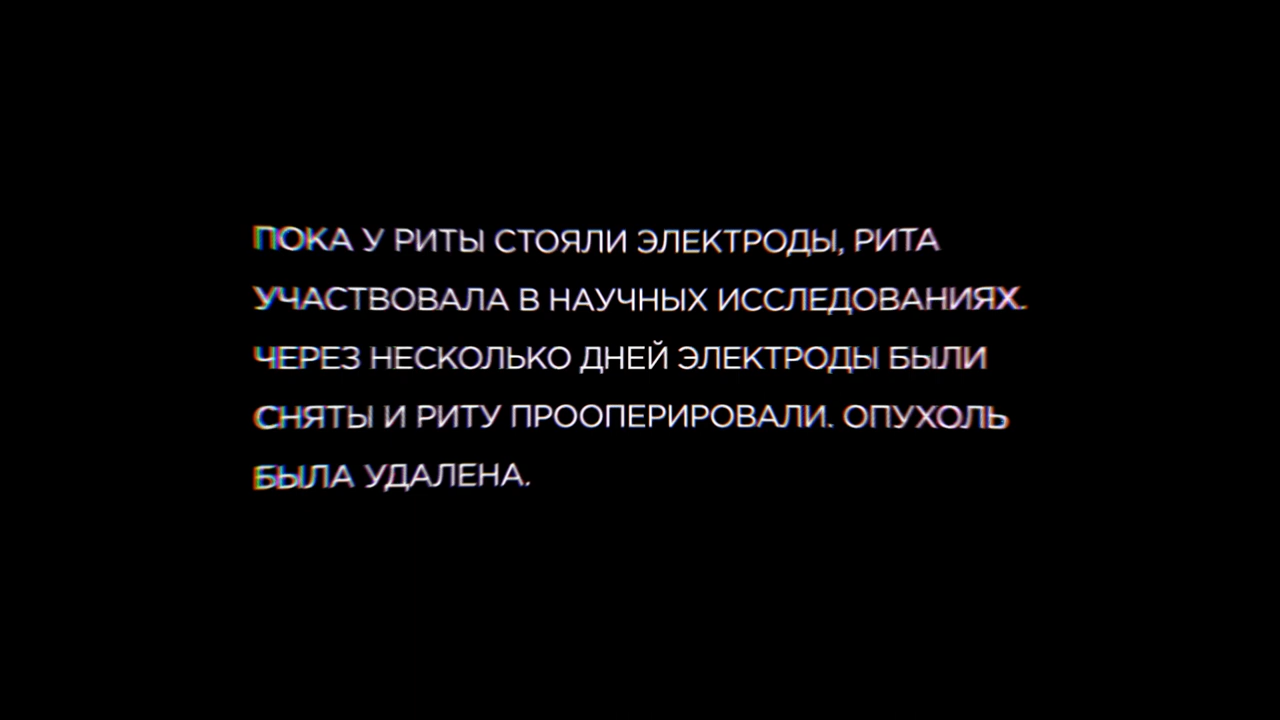 ПОКА У РИТЫ СТОЯЛИ ЭЛЕКТРОДЫ, РИТА
УЧАСТВОВАЛА В НАУЧНЫХ ИССЛЕДОВАНИЯХ.
ЧЕРЕЗ НЕСКОЛЬКО ДНЕЙ ЭЛЕКТРОДЫ БЫЛИ
СНЯТЫ И РИТУ ПРООПЕРИРОВАЛИ. ОПУХОЛЬ
БЫЛА УДАЛЕНА.